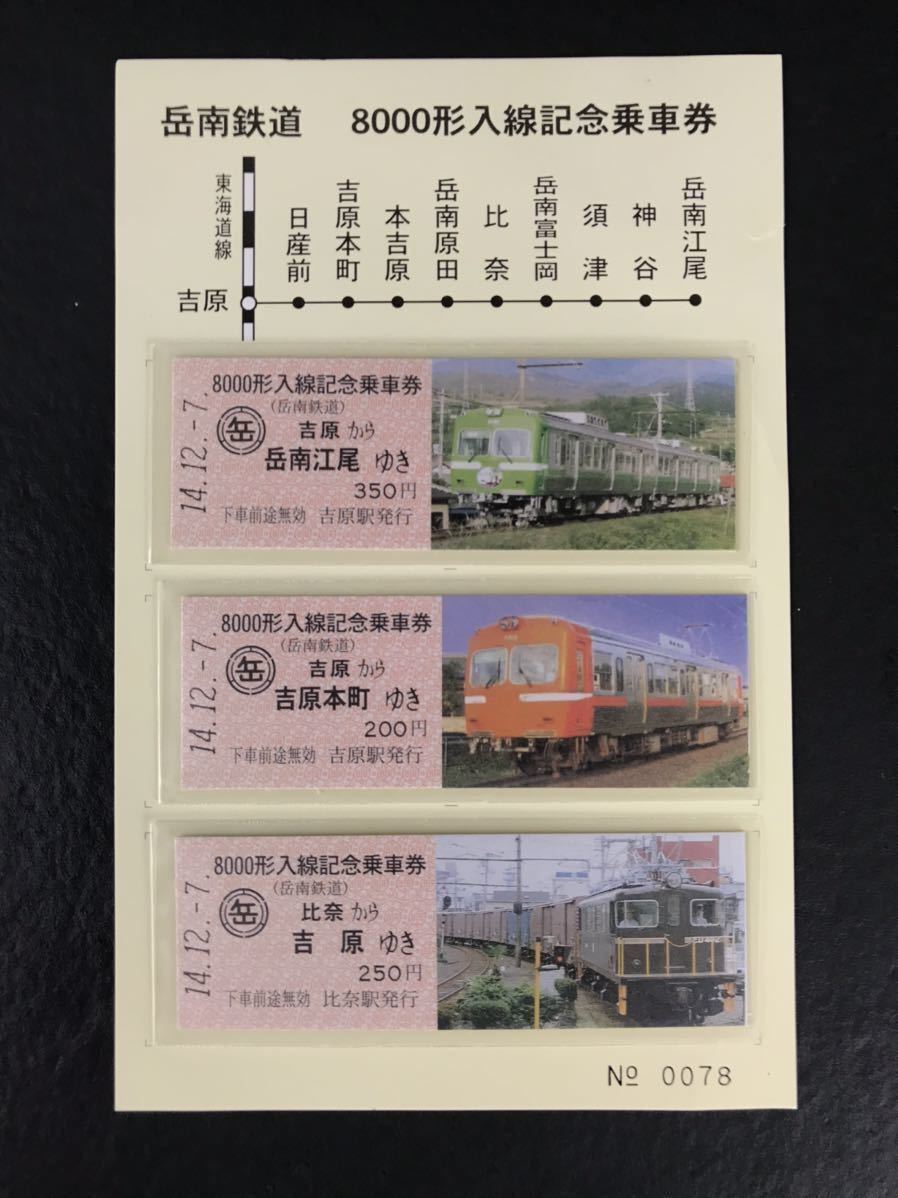 岳南鉄道 8000形入線記念乗車券
東海道線
吉原
日産前
吉原本町
本吉原
岳南原田
比奈
岳南富士岡
須津
神谷
岳南江尾
8000形入線記念乗車券
(岳南鉄道)
14.12.-7.
岳
吉原 から
岳南江尾 ゆき
350円
下車前途無効 吉原駅発行
8000形入線記念乗車券
(岳南鉄道)
14.12.-7.
岳
吉原 から
吉原本町 ゆき
200円
下車前途無効 吉原駅発行
8000形入線記念乗車券
(岳南鉄道)
14.12.-7.
岳
比奈 から
吉原 ゆき
250円
下車前途無効 比奈駅発行
№ 0078